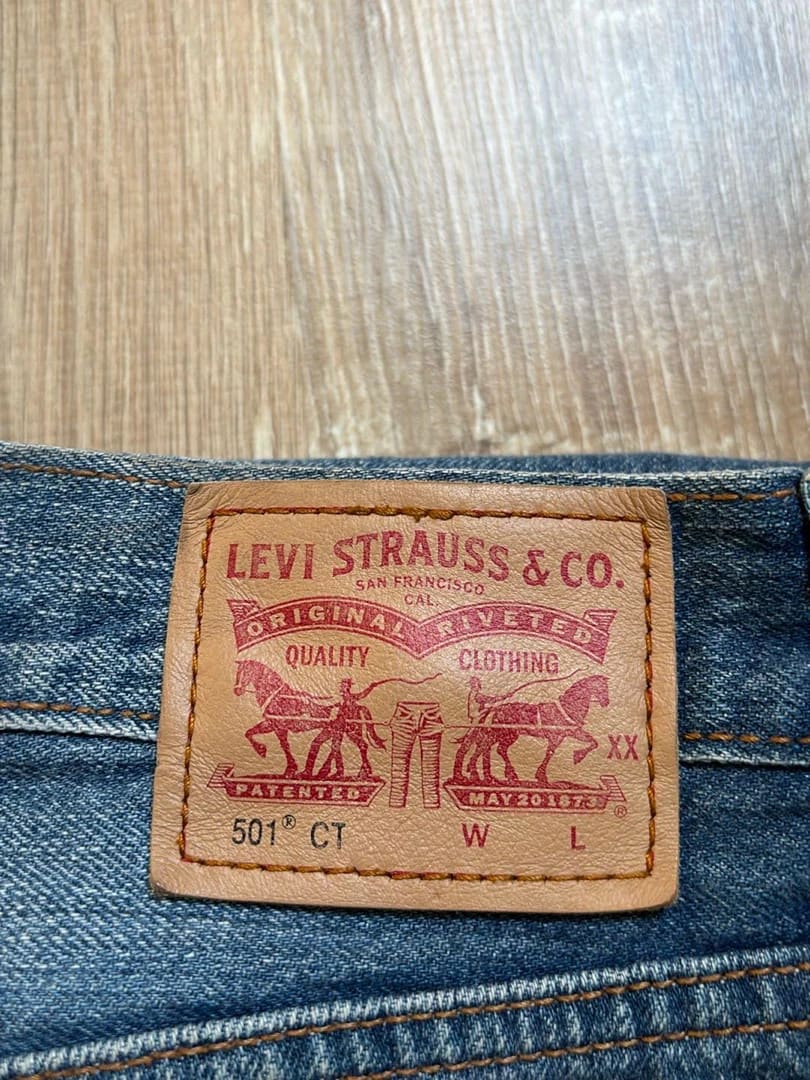 LEVI STRAUSS & CO.
SAN FRANCISCO
CAL.
ORIGINAL RIVETED
QUALITY CLOTHING
XX
PATENTED MAY 20 1873 ®
501® CT W L